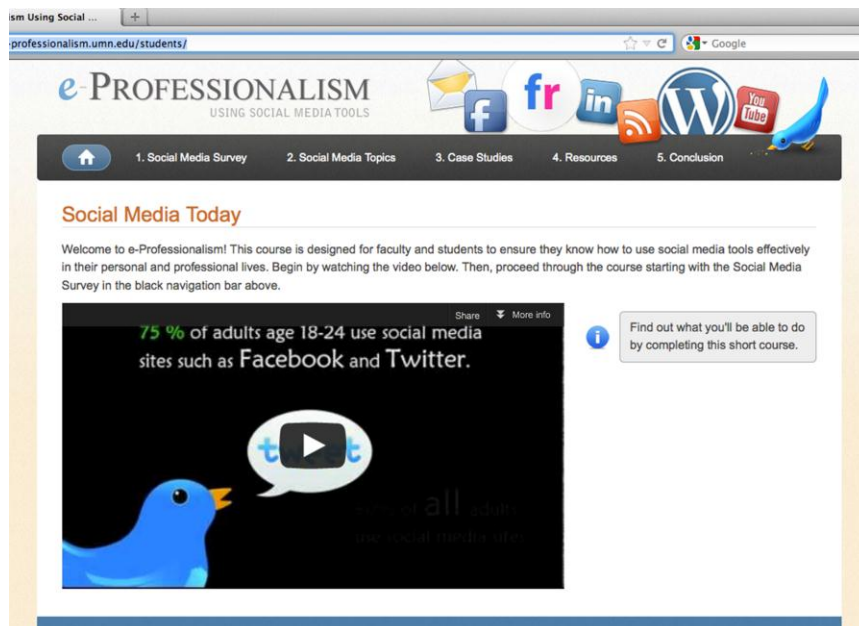 ism Using Social ...
-professionalism.umn.edu/students/
Google
e-PROFESSIONALISM
USING SOCIAL MEDIA TOOLS
f
fr
in
W
You
Tube
1. Social Media Survey
2. Social Media Topics
3. Case Studies
4. Resources
5. Conclusion
Social Media Today
Welcome to e-Professionalism! This course is designed for faculty and students to ensure they know how to use social media tools effectively
in their personal and professional lives. Begin by watching the video below. Then, proceed through the course starting with the Social Media
Survey in the black navigation bar above.
Share
More info
75 % of adults age 18-24 use social media
sites such as Facebook and Twitter.
tweet
of all adults
use social media sites
i
Find out what you'll be able to do
by completing this short course.